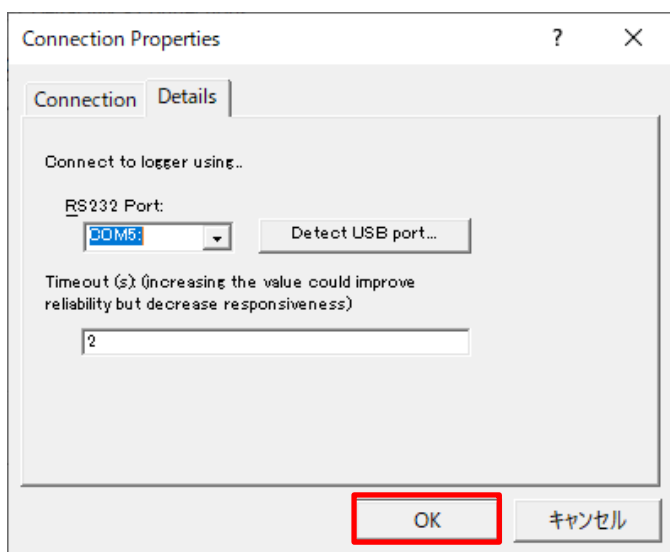 Connection Properties
?
Connection
Details
Connect to logger using..
RS232 Port:
COM5:
Detect USB port...
Timeout (s): (increasing the value could improve
reliability but decrease responsiveness)
2
OK
キャンセル